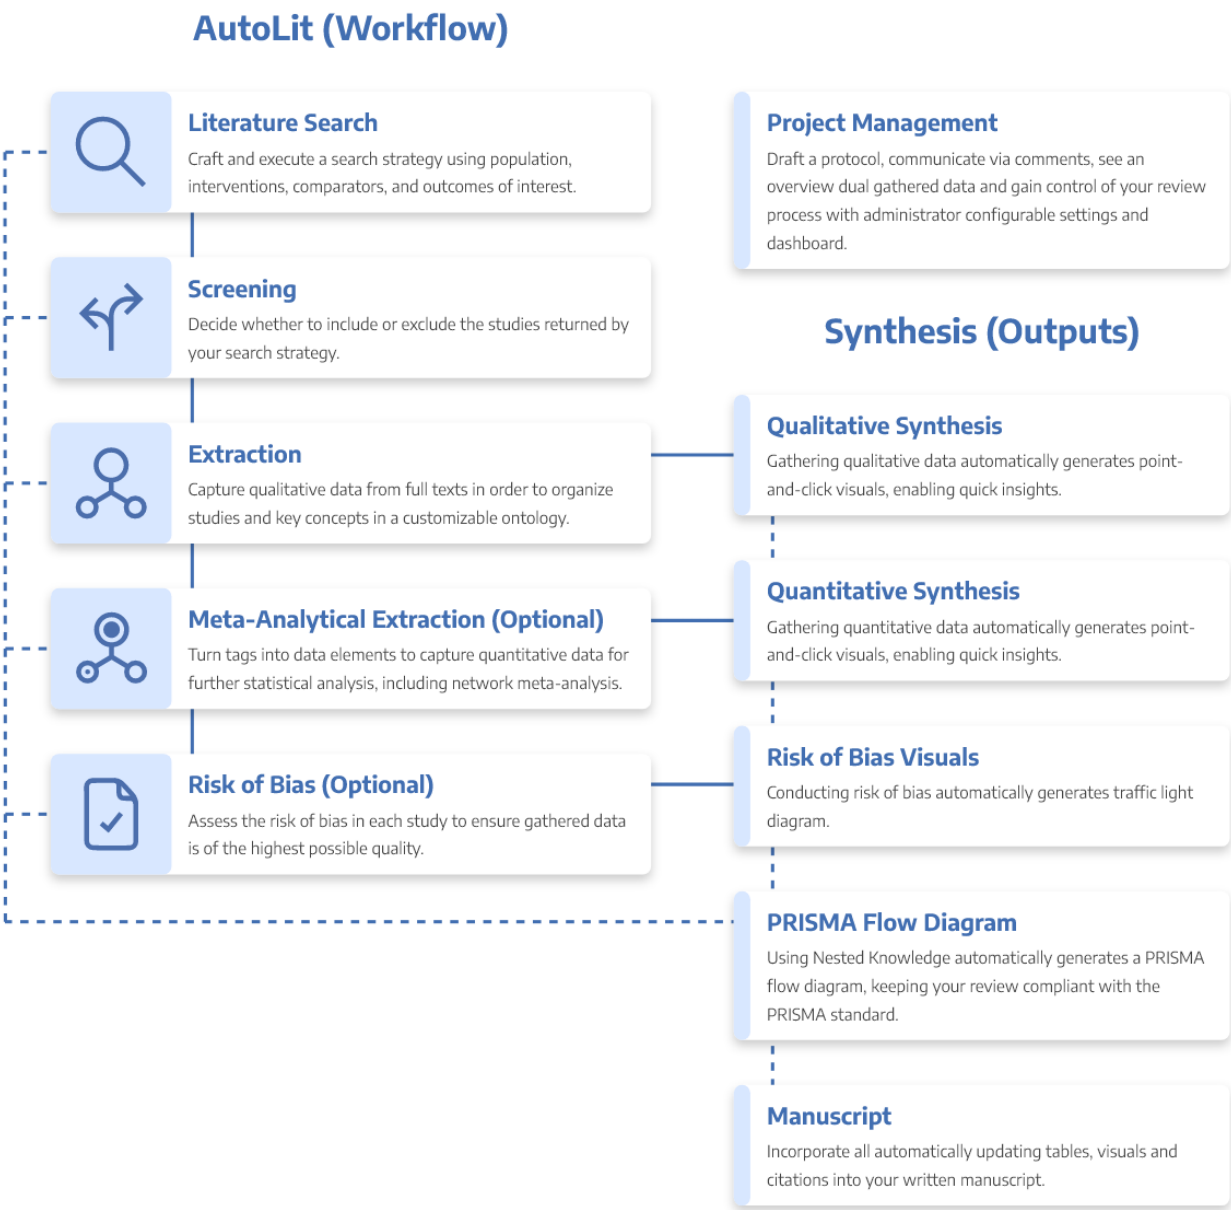 AutoLit (Workflow)
Literature Search
Craft and execute a search strategy using population,
interventions, comparators, and outcomes of interest.
Screening
Decide whether to include or exclude the studies returned by
your search strategy.
Extraction
Capture qualitative data from full texts in order to organize
studies and key concepts in a customizable ontology.
Meta-Analytical Extraction (Optional)
Turn tags into data elements to capture quantitative data for
further statistical analysis, including network meta-analysis.
Risk of Bias (Optional)
Assess the risk of bias in each study to ensure gathered data
is of the highest possible quality.
Project Management
Draft a protocol, communicate via comments, see an
overview dual gathered data and gain control of your review
process with administrator configurable settings and
dashboard.
Synthesis (Outputs)
Qualitative Synthesis
Gathering qualitative data automatically generates point-
and-click visuals, enabling quick insights.
Quantitative Synthesis
Gathering quantitative data automatically generates point-
and-click visuals, enabling quick insights.
Risk of Bias Visuals
Conducting risk of bias automatically generates traffic light
diagram.
PRISMA Flow Diagram
Using Nested Knowledge automatically generates a PRISMA
flow diagram, keeping your review compliant with the
PRISMA standard.
Manuscript
Incorporate all automatically updating tables, visuals and
citations into your written manuscript.